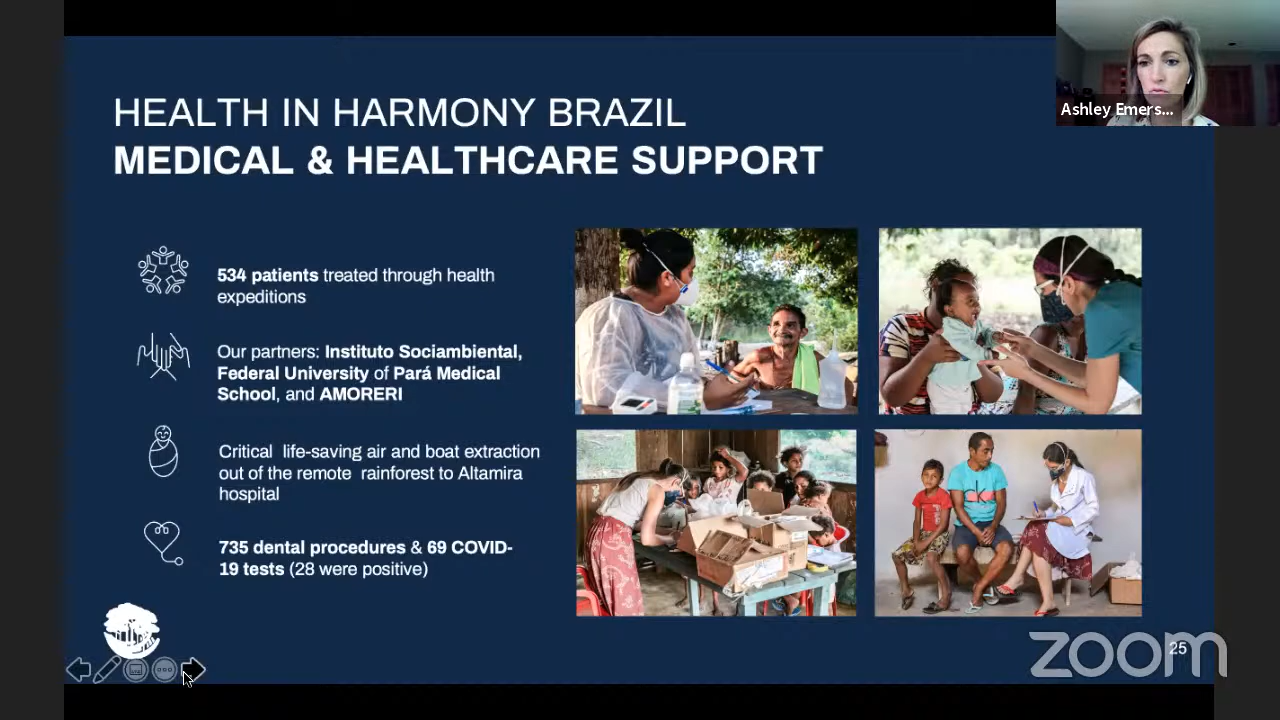 HEALTH IN HARMONY BRAZIL
MEDICAL & HEALTHCARE SUPPORT
Ashley Emers...
534 patients treated through health
expeditions
Our partners: Instituto Sociambiental,
Federal University of Pará Medical
School, and AMORERI
Critical life-saving air and boat extraction
out of the remote rainforest to Altamira
hospital
735 dental procedures & 69 COVID-
19 tests (28 were positive)
zoom
25